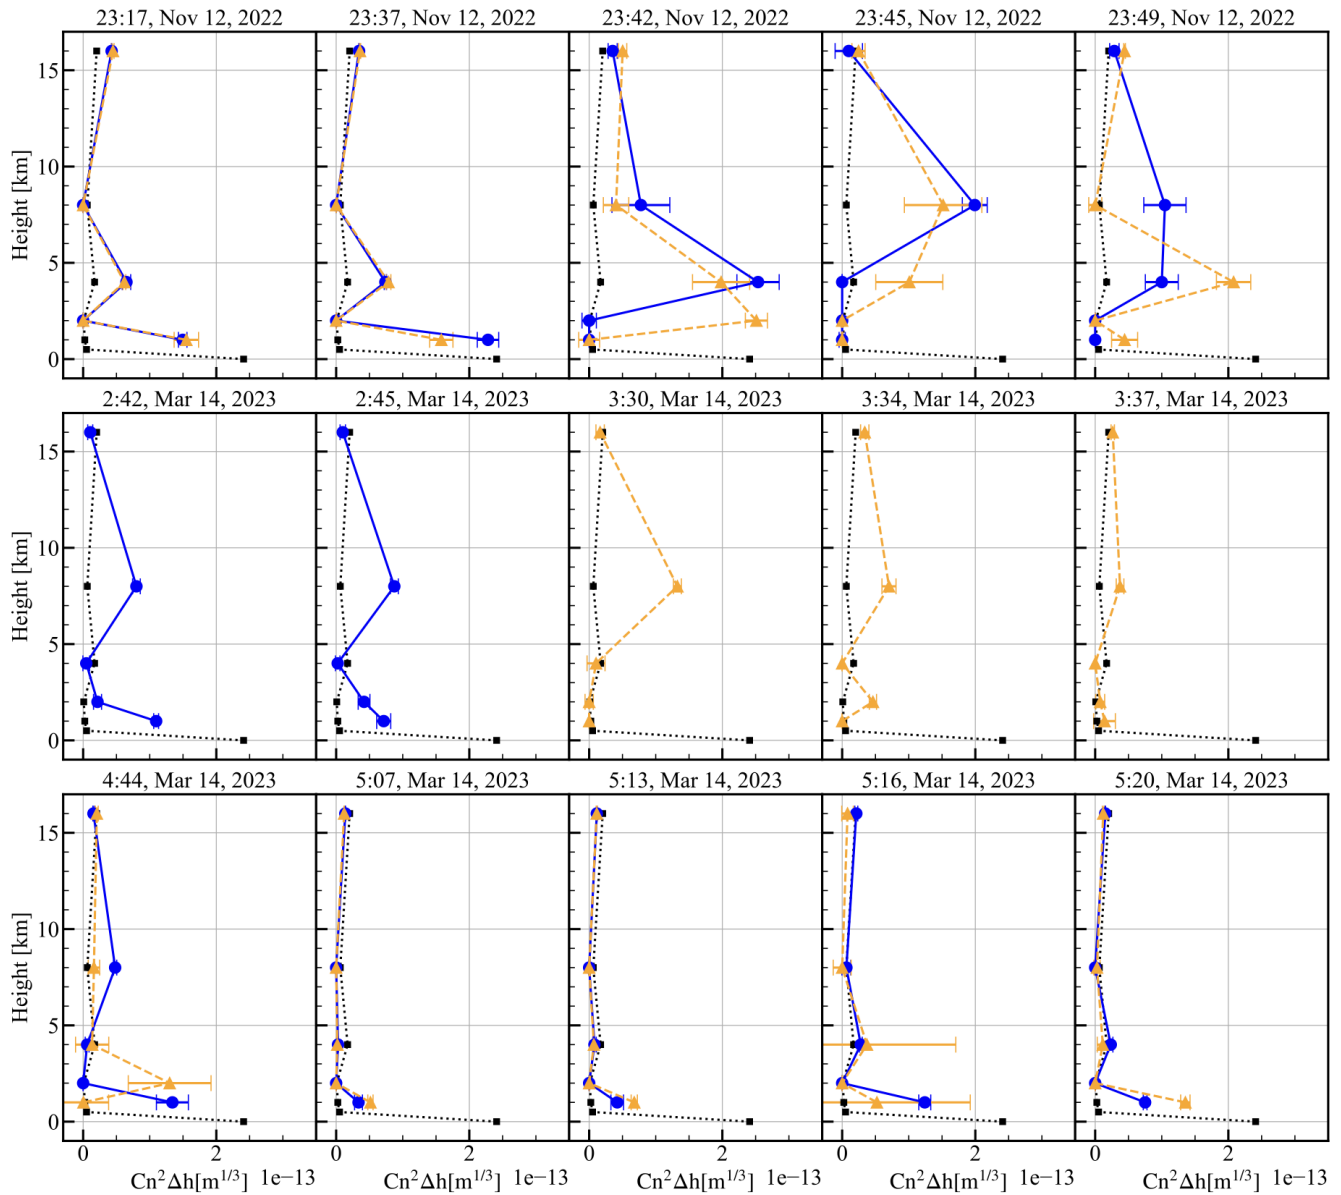 23:17, Nov 12, 2022 23:37, Nov 12, 2022 23:42, Nov 12, 2022 23:45, Nov 12, 2022 23:49, Nov 12, 2022
15
10
5
0
Height [km]
2:42, Mar 14, 2023 2:45, Mar 14, 2023 3:30, Mar 14, 2023 3:34, Mar 14, 2023 3:37, Mar 14, 2023
15
10
5
0
Height [km]
4:44, Mar 14, 2023 5:07, Mar 14, 2023 5:13, Mar 14, 2023 5:16, Mar 14, 2023 5:20, Mar 14, 2023
15
10
5
0
Height [km]
0 2 0 2 0 2 0 2 0 2
Cn²Δh[m^1/3] 1e−13 Cn²Δh[m^1/3] 1e−13 Cn²Δh[m^1/3] 1e−13 Cn²Δh[m^1/3] 1e−13 Cn²Δh[m^1/3] 1e−13